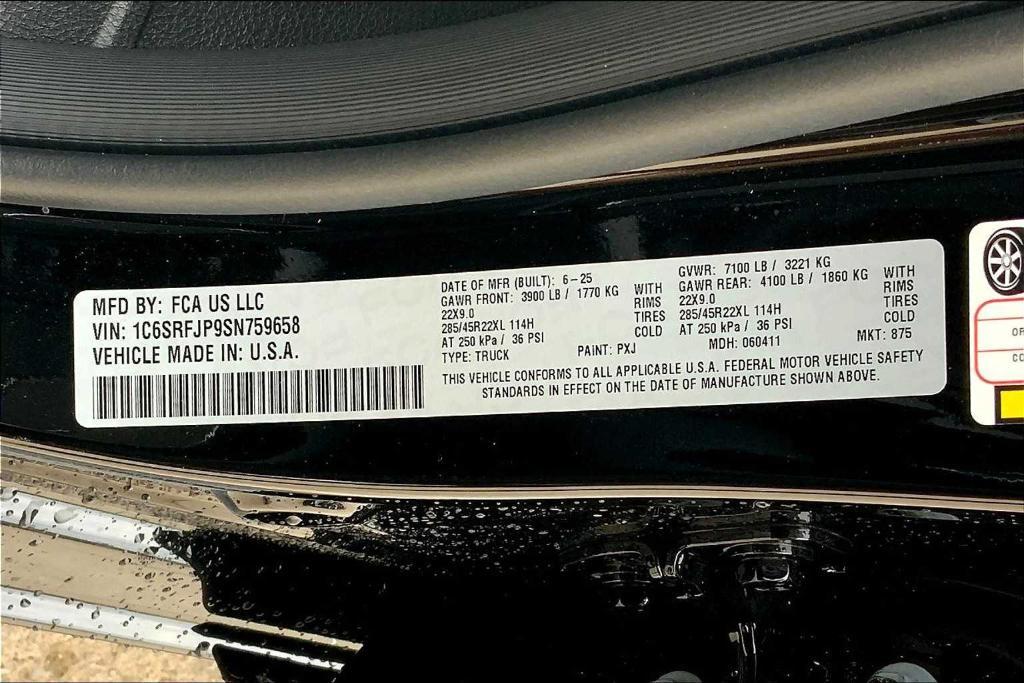 MFD BY: FCA US LLC
VIN: 1C6SRFJP9SN759658
VEHICLE MADE IN: U.S.A.
DATE OF MFR (BUILT): 6-25
GAWR FRONT: 3900 LB / 1770 KG WITH
22X9.0 RIMS
285/45R22XL 114H TIRES
AT 250 kPa / 36 PSI COLD
TYPE: TRUCK PAINT: PXJ
GVWR: 7100 LB / 3221 KG
GAWR REAR: 4100 LB / 1860 KG WITH
22X9.0 RIMS
285/45R22XL 114H TIRES
AT 250 kPa / 36 PSI COLD
MDH: 060411 MKT: 875
THIS VEHICLE CONFORMS TO ALL APPLICABLE U.S.A. FEDERAL MOTOR VEHICLE SAFETY
STANDARDS IN EFFECT ON THE DATE OF MANUFACTURE SHOWN ABOVE.